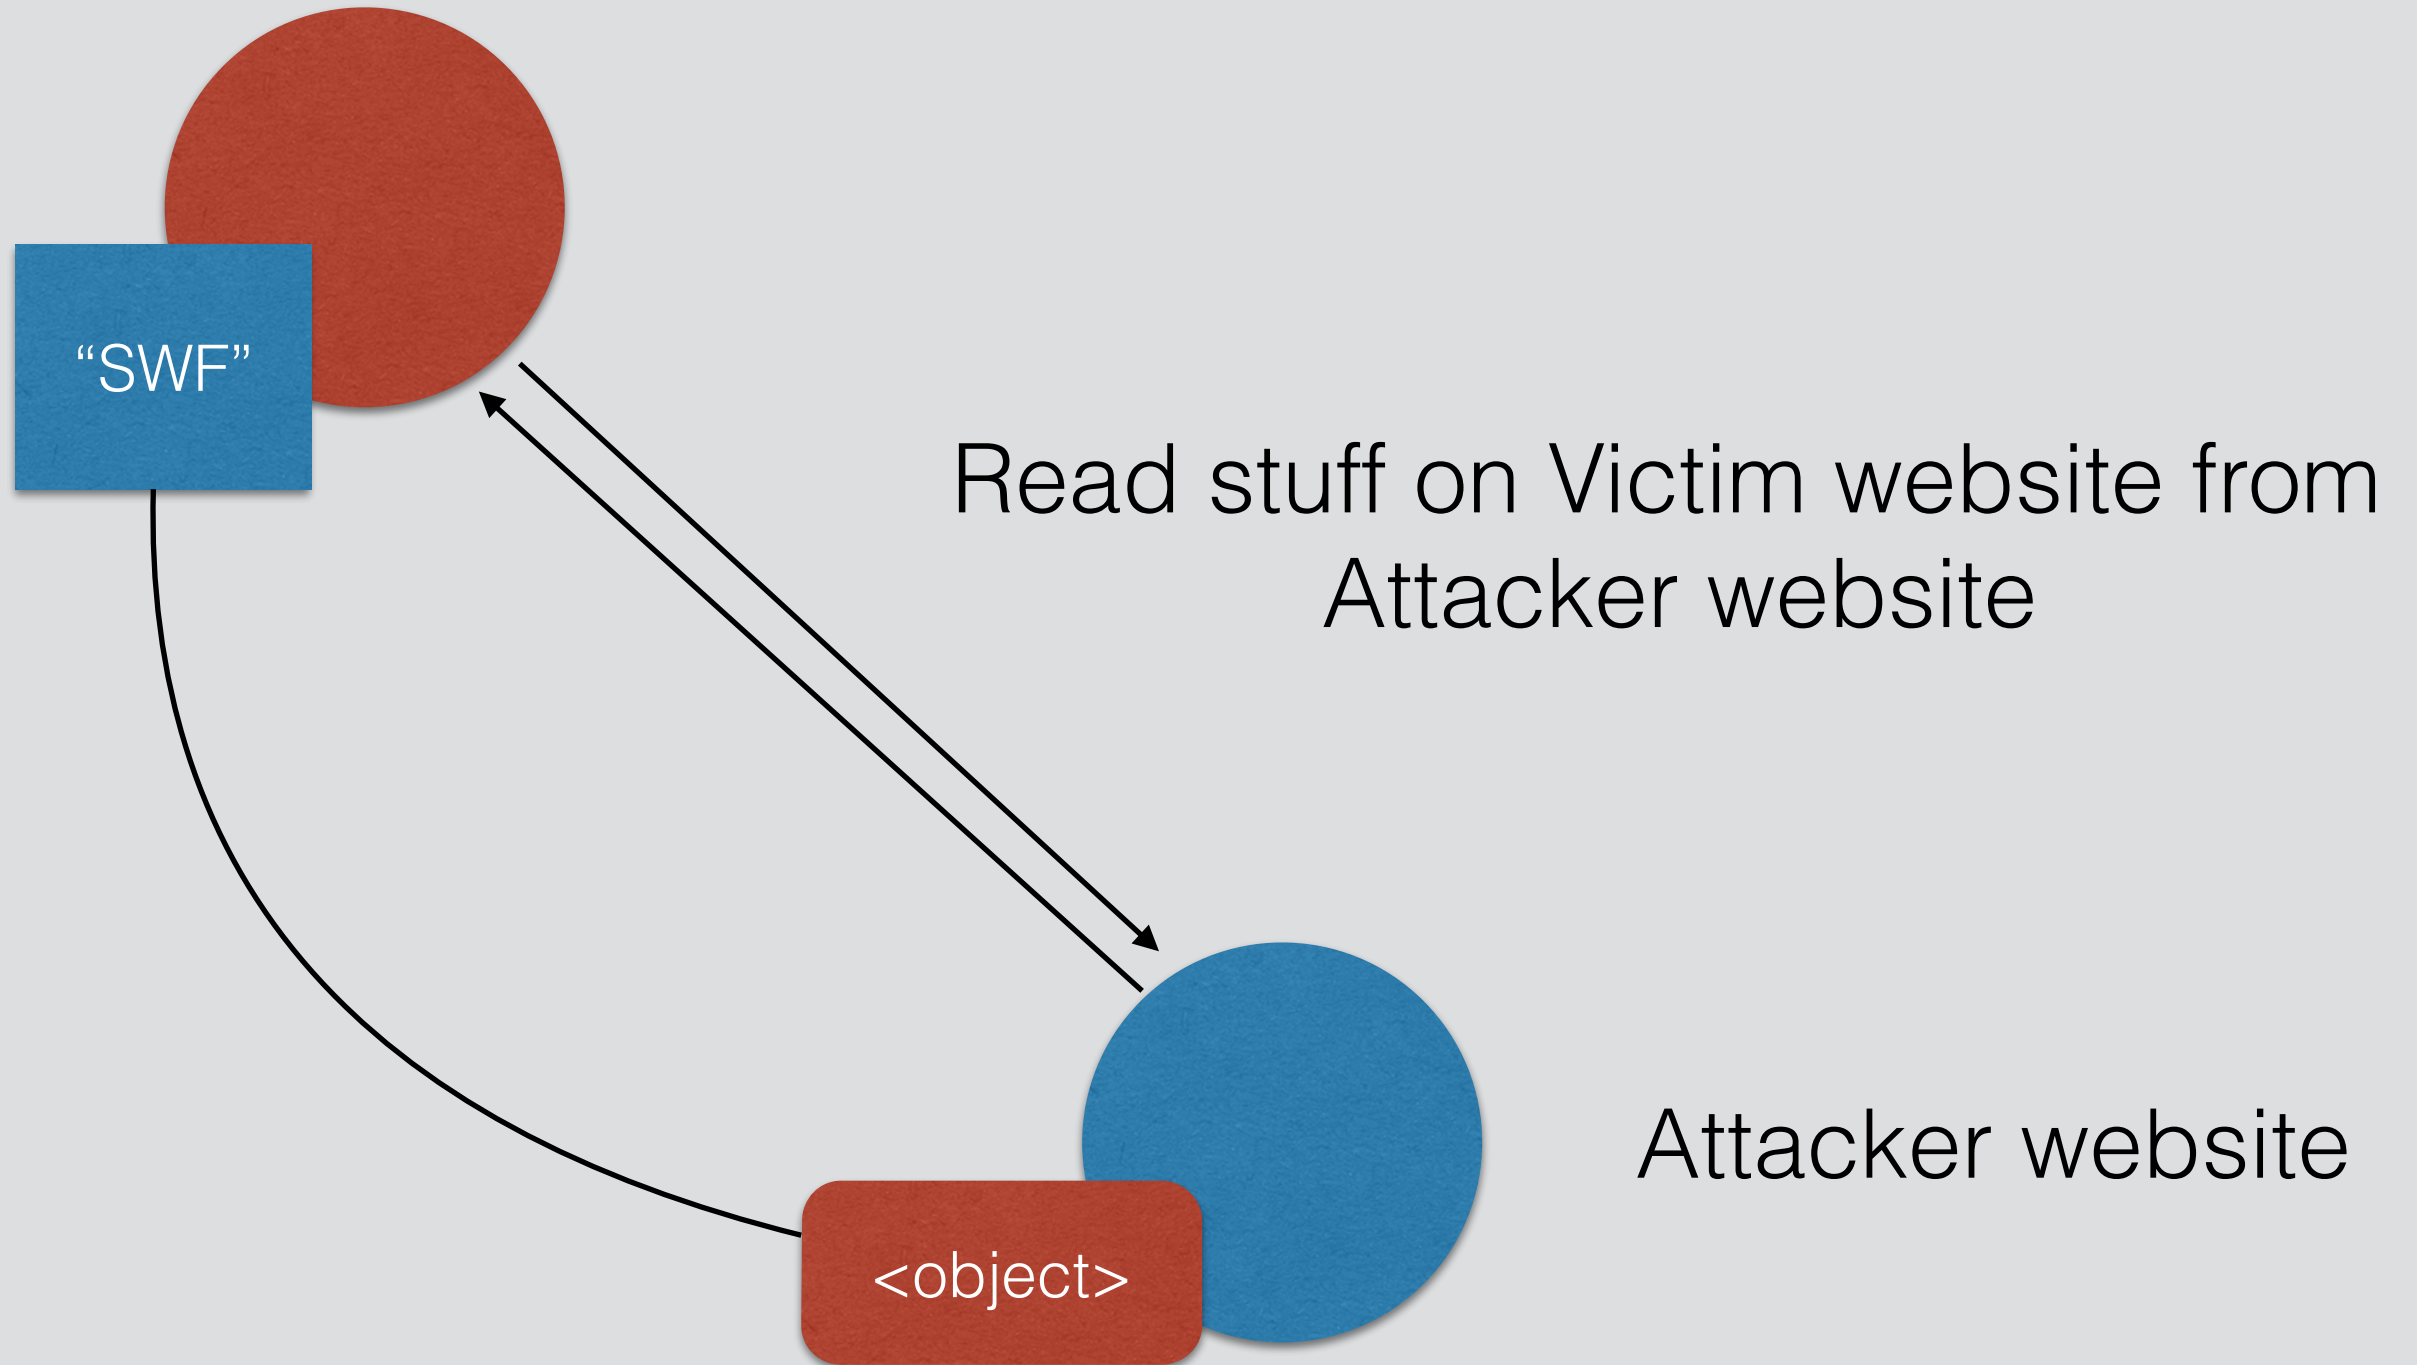 “SWF”
Read stuff on Victim website from
Attacker website
Attacker website
<object>